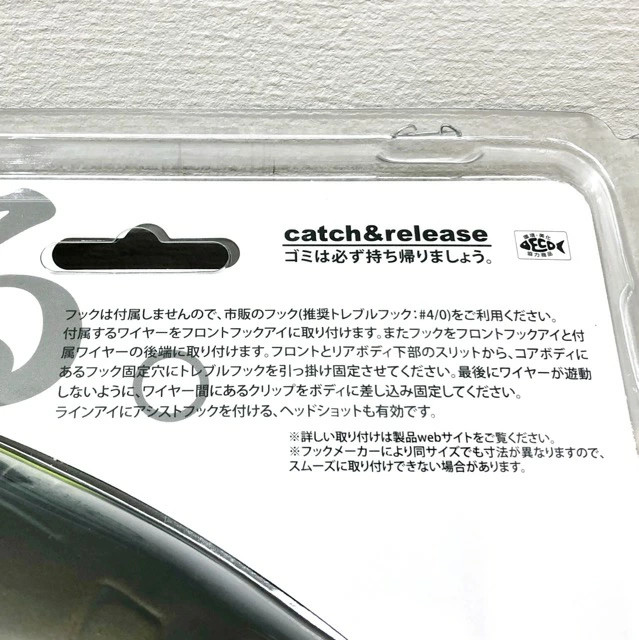 る
catch&release
ゴミは必ず持ち帰りましょう。
ECO
フックは付属しませんので、市販のフック(推奨トレブルフック：#4/0)をご利用ください。
付属するワイヤーをフロントフックアイに取り付けます。またフックをフロントフックアイと付
属ワイヤーの後端に取り付けます。フロントとリアボディ下部のスリットから、コアボディに
あるフック固定穴にトレブルフックを引っ掛け固定させてください。最後にワイヤーが遊動
しないように、ワイヤー間にあるクリップをボディに差し込み固定してください。
ラインアイにアシストフックを付ける、ヘッドショットも有効です。
※詳しい取り付けは製品webサイトをご覧ください。
※フックメーカーにより同サイズでも寸法が異なりますので、
スムーズに取り付けできない場合があります。